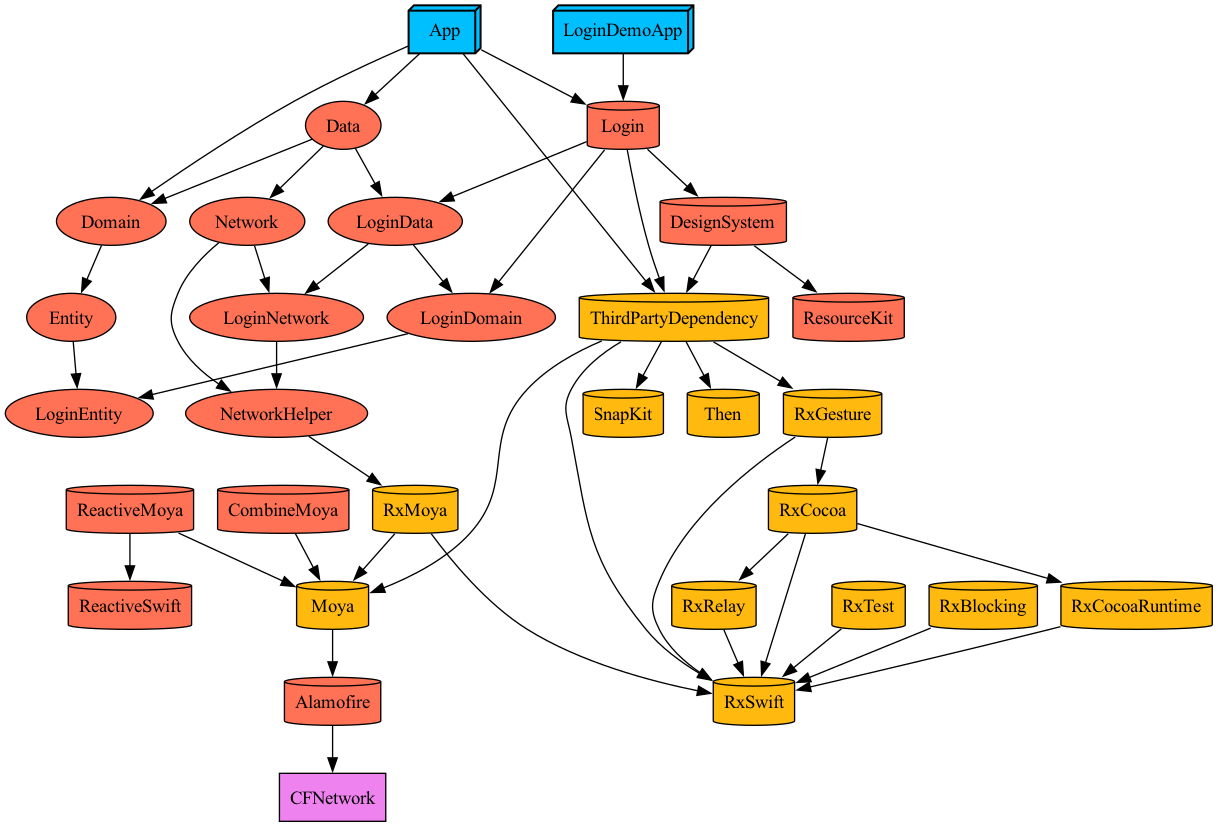 App
LoginDemoApp
Data
Login
Domain
Network
LoginData
DesignSystem
Entity
LoginNetwork
LoginDomain
ThirdPartyDependency
ResourceKit
LoginEntity
NetworkHelper
SnapKit
Then
RxGesture
ReactiveMoya
CombineMoya
RxMoya
RxCocoa
ReactiveSwift
Moya
RxRelay
RxTest
RxBlocking
RxCocoaRuntime
Alamofire
RxSwift
CFNetwork